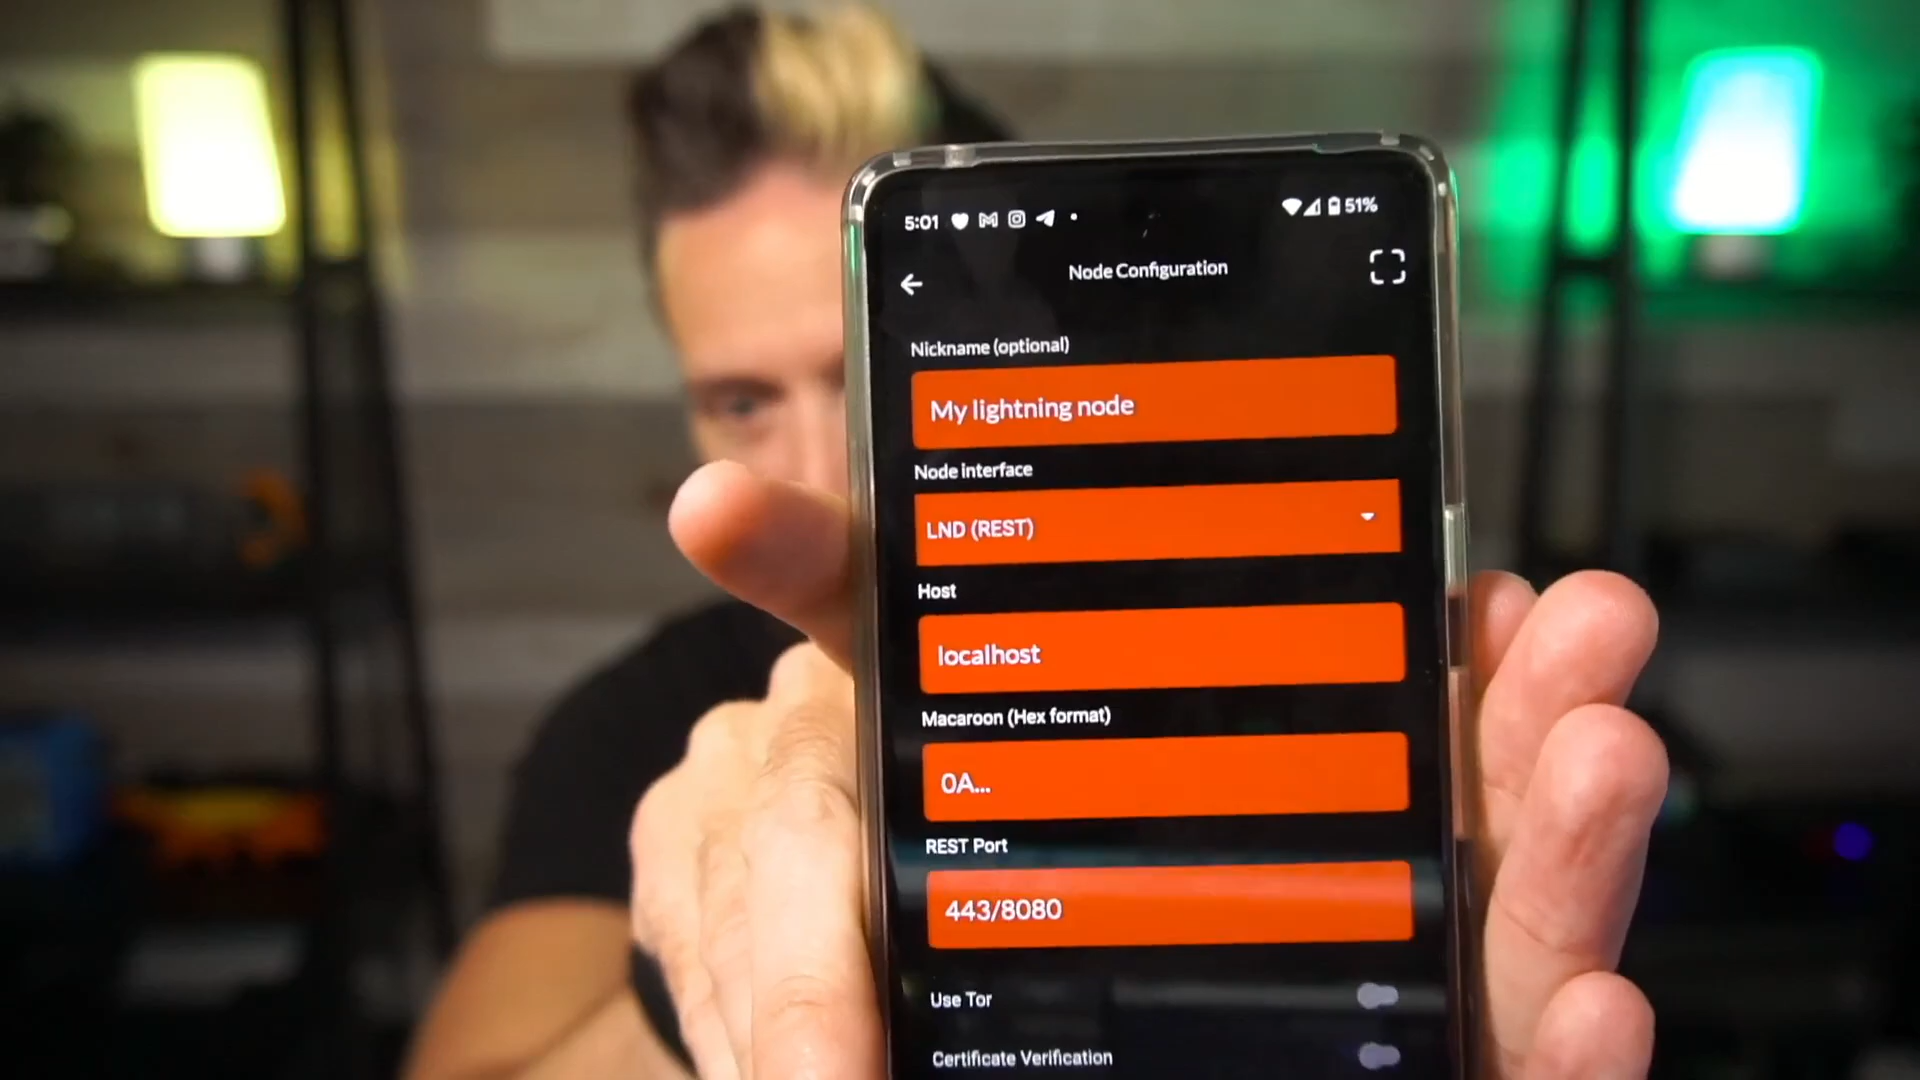 5:01 51%
Node Configuration
Nickname (optional)
My lightning node
Node interface
LND (REST)
Host
localhost
Macaroon (Hex format)
0A...
REST Port
443/8080
Use Tor
Certificate Verification